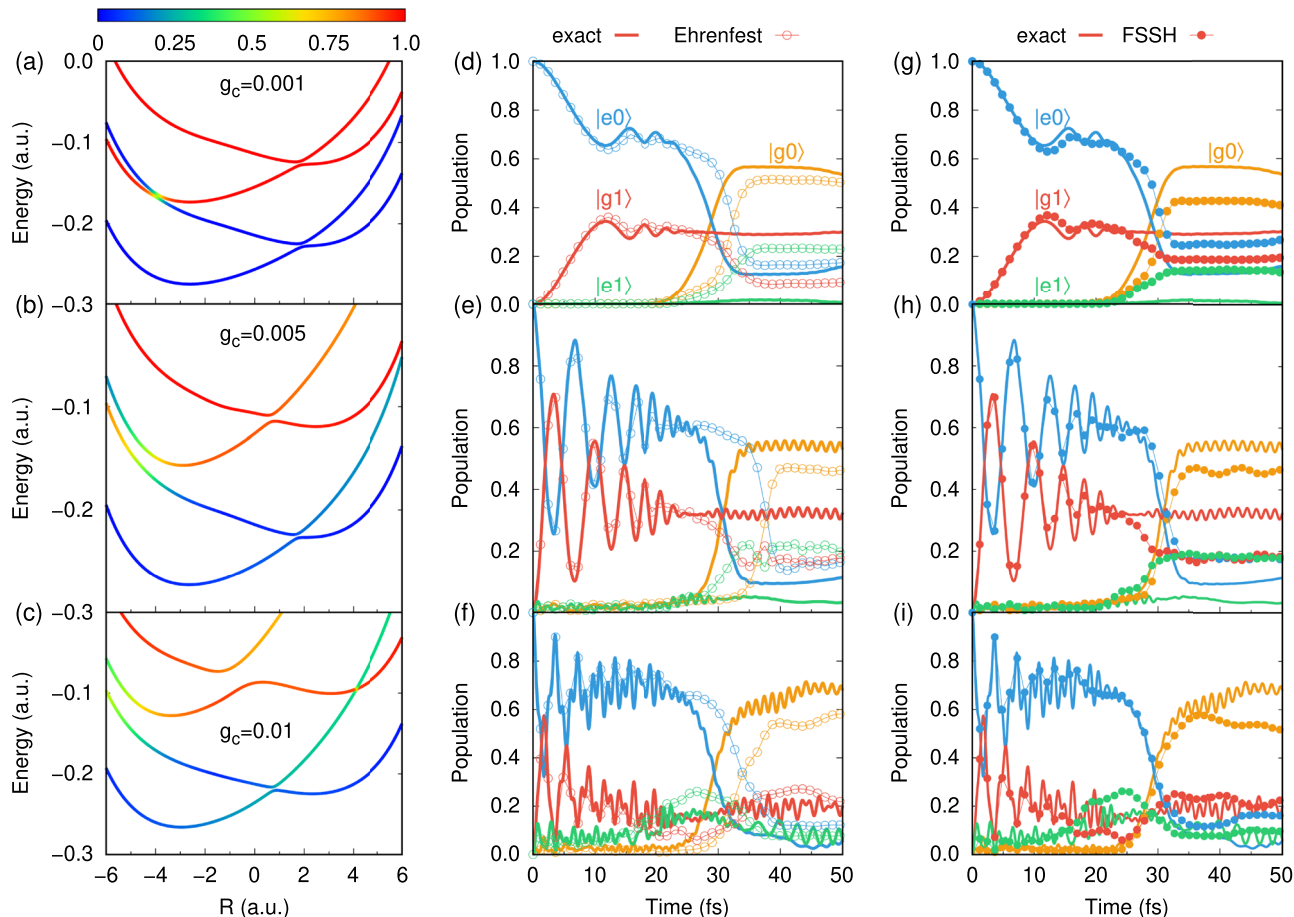 0 0.25 0.75 1.0
exact Ehrenfest
exact FSSH
(a)
0.0
−0.1
−0.2
−0.3
Energy (a.u.)
g_c=0.001
(b)
−0.1
−0.2
−0.3
Energy (a.u.)
g_c=0.005
(c)
−0.1
−0.2
−0.3
Energy (a.u.)
g_c=0.01
−6 −4 −2 0 2 4 6
R (a.u.)
(d)
1.0
0.8
0.6
0.4
0.2
0.0
Population
|e0⟩
|g0⟩
|g1⟩
|e1⟩
(e)
0.8
0.6
0.4
0.2
0.0
Population
(f)
0.8
0.6
0.4
0.2
0.0
Population
0 10 20 30 40 50
Time (fs)
(g)
1.0
0.8
0.6
0.4
0.2
0.0
Population
|e0⟩
|g0⟩
|g1⟩
|e1⟩
(h)
0.8
0.6
0.4
0.2
0.0
Population
(i)
0.8
0.6
0.4
0.2
0.0
Population
0 10 20 30 40 50
Time (fs)